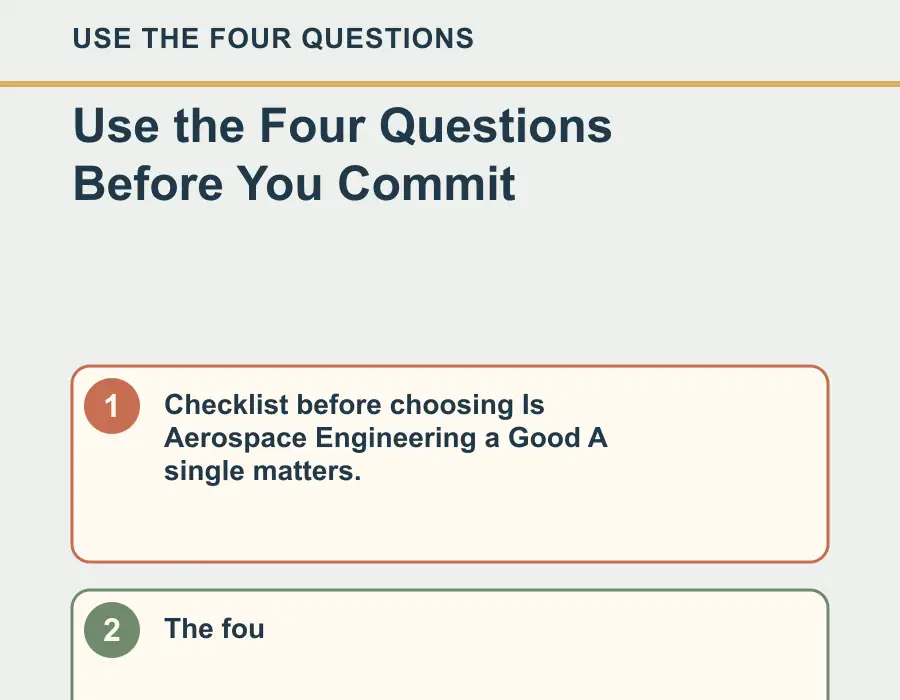 USE THE FOUR QUESTIONS
Use the Four Questions
Before You Commit
1
Checklist before choosing Is
Aerospace Engineering a Good A
single matters.
2
The fou